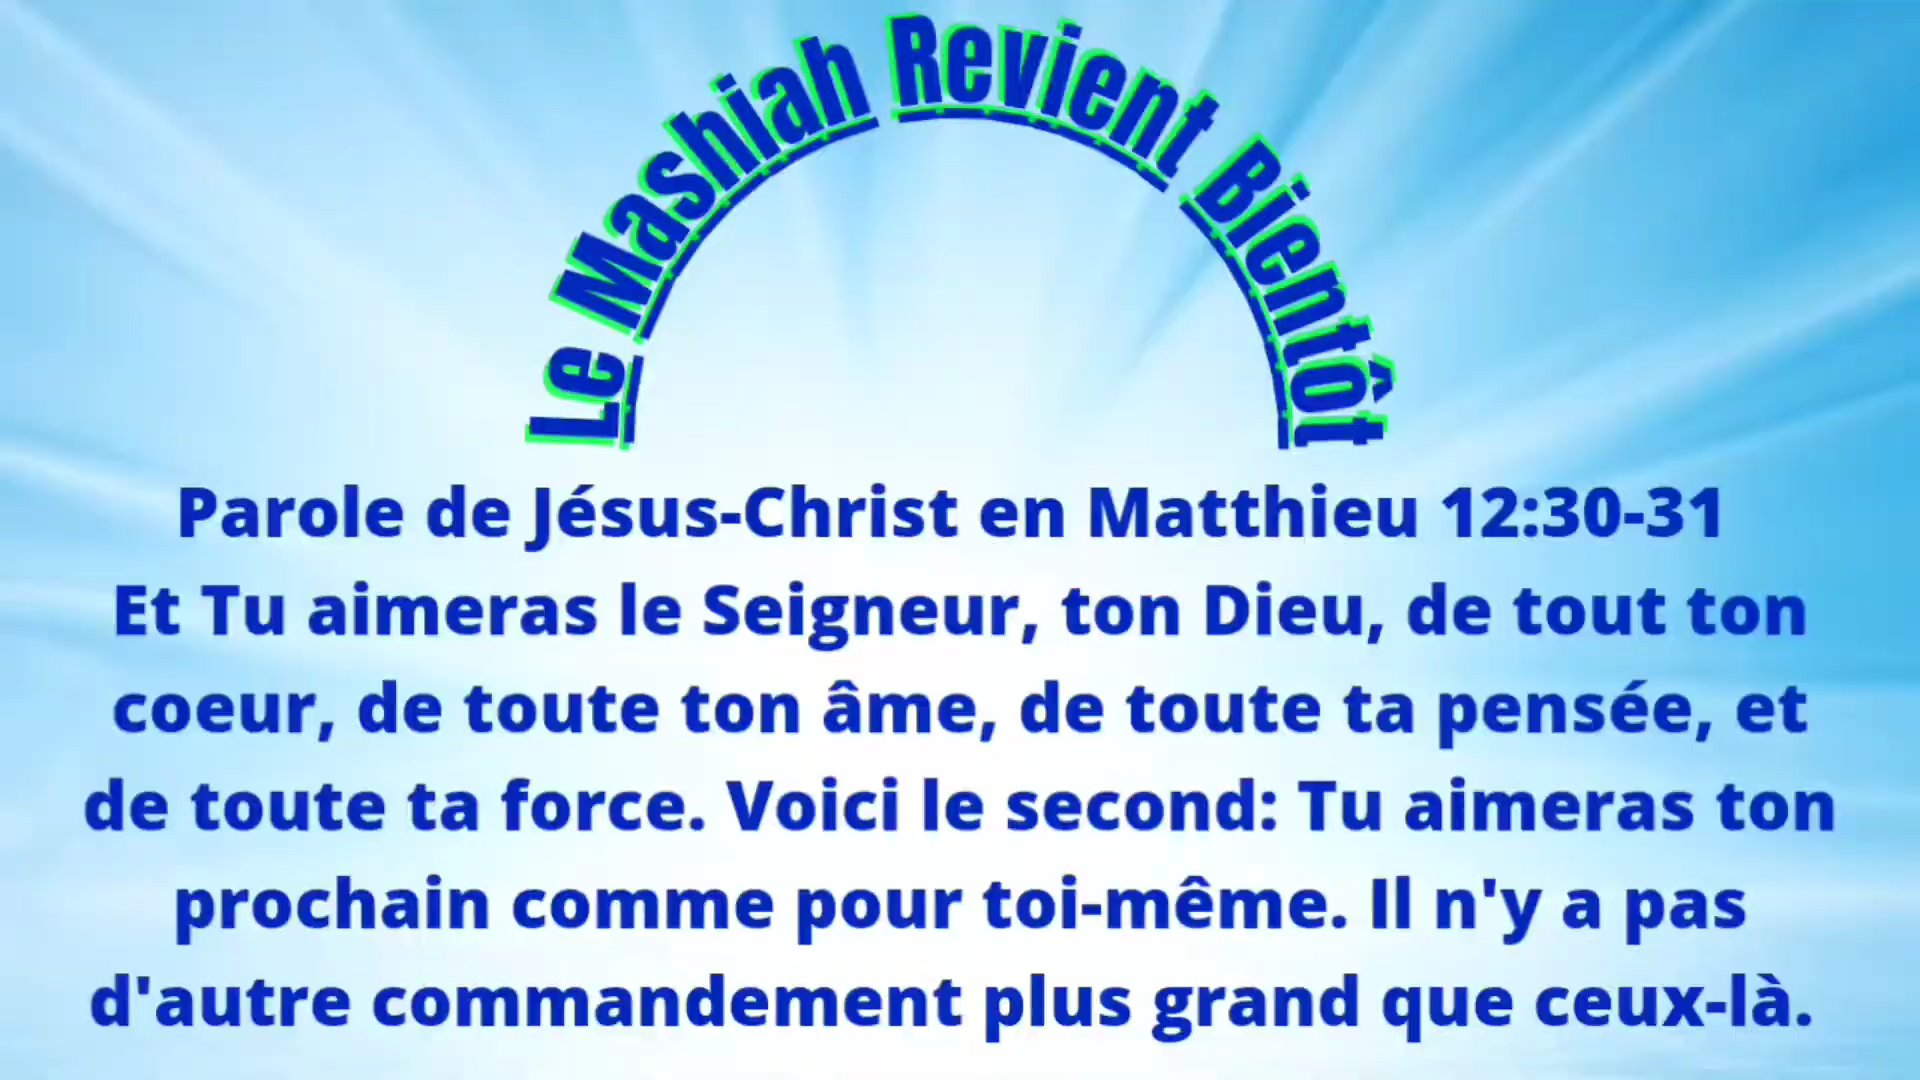 Le Mashiah Revient Bientôt
Parole de Jésus-Christ en Matthieu 12:30-31
Et Tu aimeras le Seigneur, ton Dieu, de tout ton
coeur, de toute ton âme, de toute ta pensée, et
de toute ta force. Voici le second: Tu aimeras ton
prochain comme pour toi-même. Il n'y a pas
d'autre commandement plus grand que ceux-là.